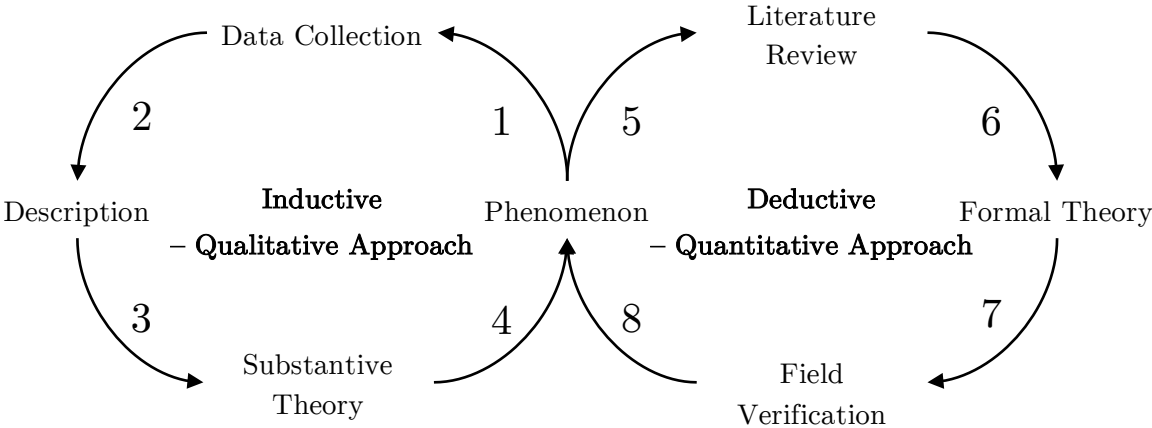 Data Collection
Literature
Review
2
1
5
6
Description
Inductive
– Qualitative Approach
Phenomenon
Deductive
– Quantitative Approach
Formal Theory
3
4
8
7
Substantive
Theory
Field
Verification